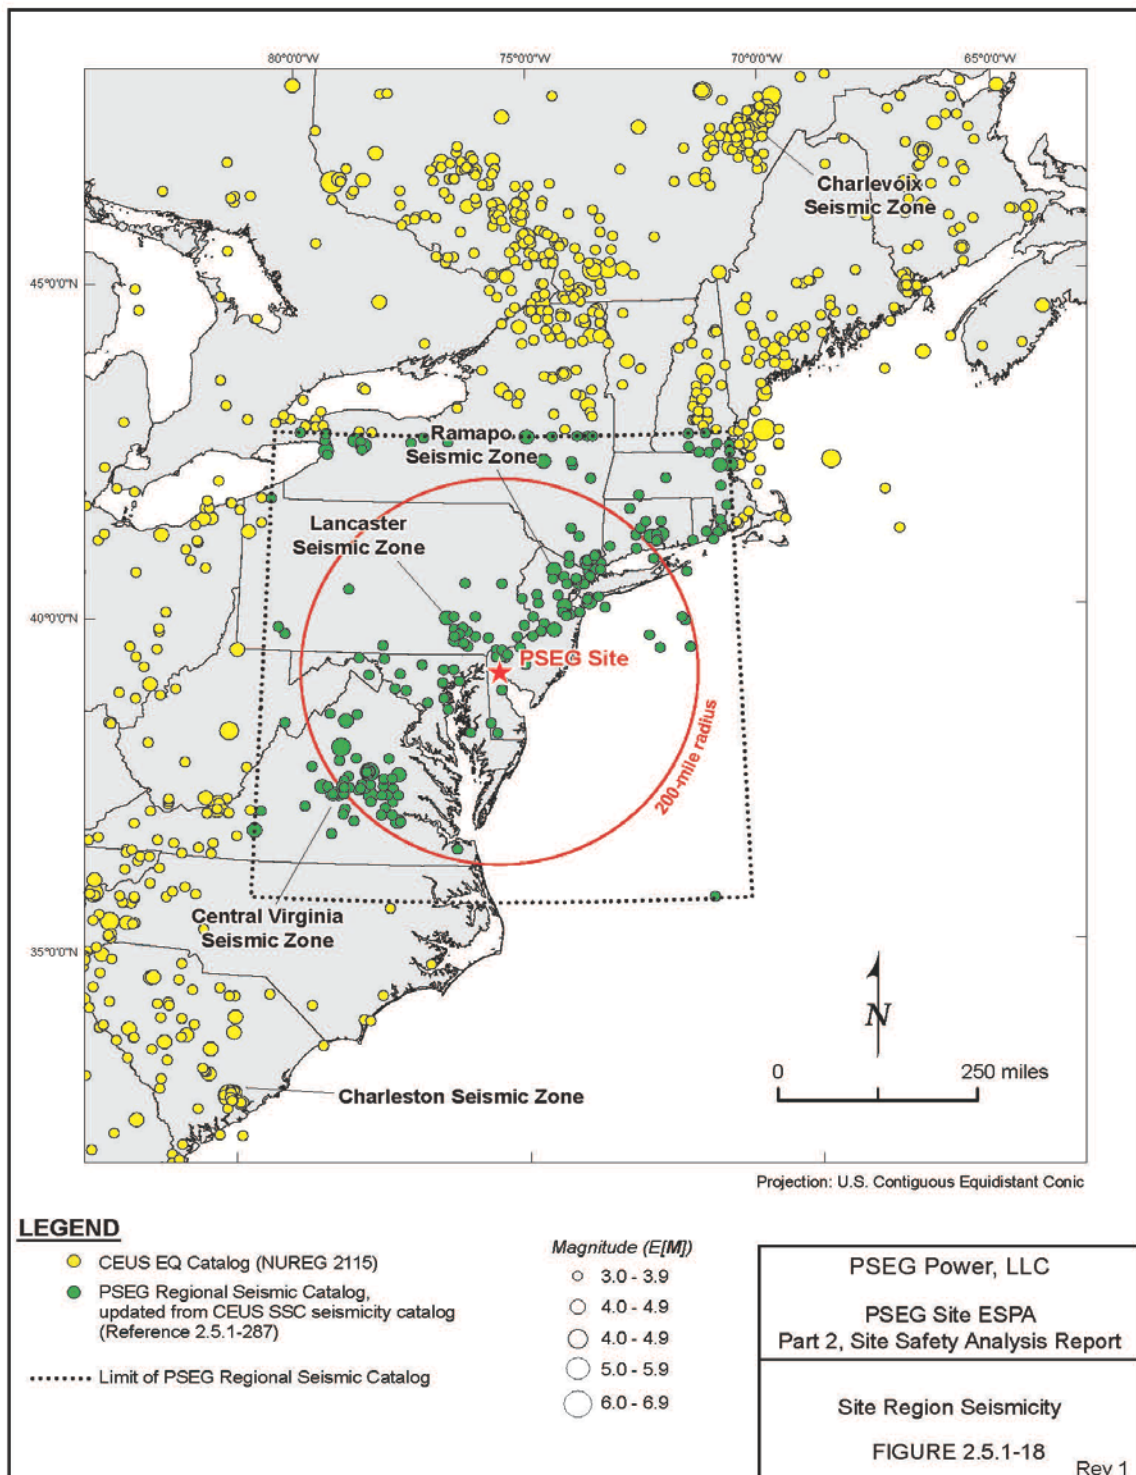 80°0'0"W
75°0'0"W
70°0'0"W
65°0'0"W
Charlevoix
Seismic Zone
45°0'0"N
Ramapo
Seismic Zone
Lancaster
Seismic Zone
40°0'0"N
PSEG Site
200-mile radius
Central Virginia
Seismic Zone
35°0'0"N
N
0 250 miles
Charleston Seismic Zone
Projection: U.S. Contiguous Equidistant Conic
LEGEND
CEUS EQ Catalog (NUREG 2115)
PSEG Regional Seismic Catalog,
updated from CEUS SSC seismicity catalog
(Reference 2.5.1-287)
Limit of PSEG Regional Seismic Catalog
Magnitude (E[M])
3.0 - 3.9
4.0 - 4.9
4.0 - 4.9
5.0 - 5.9
6.0 - 6.9
PSEG Power, LLC
PSEG Site ESPA
Part 2, Site Safety Analysis Report
Site Region Seismicity
FIGURE 2.5.1-18
Rev 1